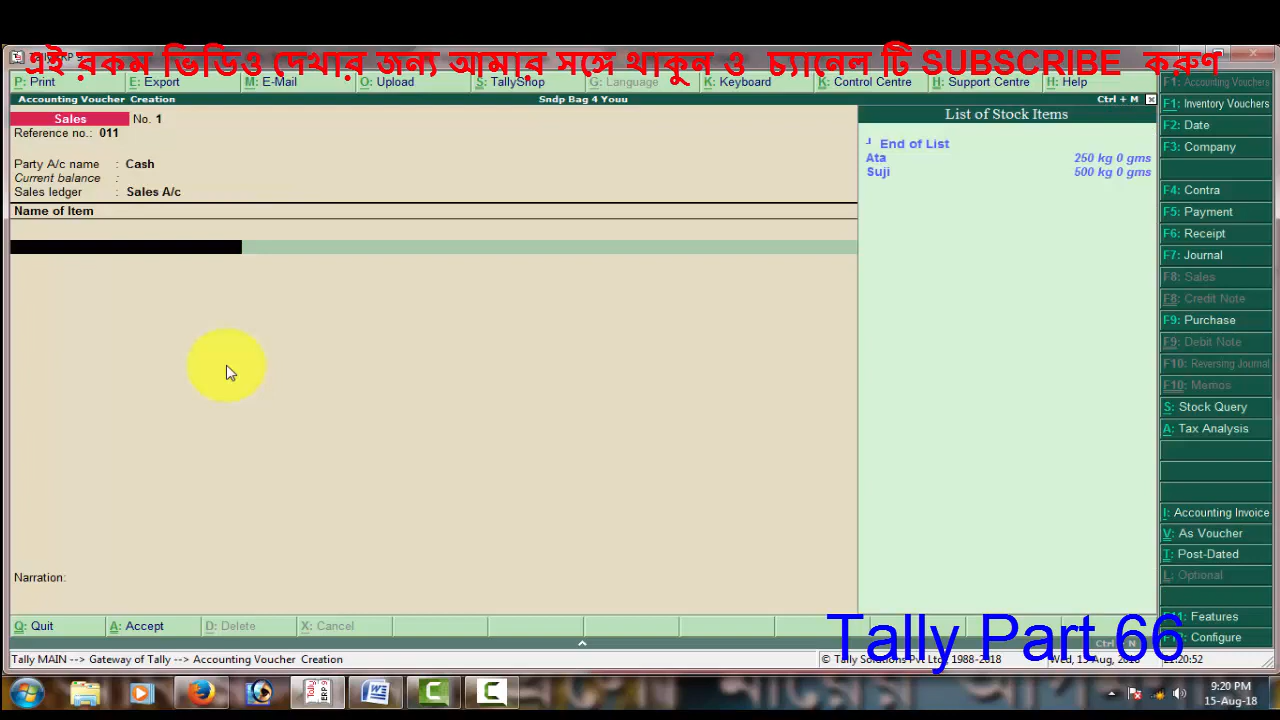 এই রকম ভিডিও দেখার জন্য আমার সঙ্গে থাকুন ও চ্যানেল টি SUBSCRIBE করুণ
P: Print E: Export M: E-Mail O: Upload S: TallyShop G: Language K: Keyboard K: Control Centre H: Support Centre H: Help F1: Accounting Vouchers
Accounting Voucher Creation Sndp Bag 4 Youu Ctrl + M
F1: Inventory Vouchers
Sales No. 1
List of Stock Items
F2: Date
Reference no.: 011
End of List
F3: Company
Party A/c name : Cash
Ata 250 kg 0 gms
Current balance :
Suji 500 kg 0 gms
Sales ledger : Sales A/c
F4: Contra
Name of Item
F5: Payment
F6: Receipt
F7: Journal
F8: Sales
F8: Credit Note
F9: Purchase
F9: Debit Note
F10: Reversing Journal
F10: Memos
S: Stock Query
A: Tax Analysis
I: Accounting Invoice
V: As Voucher
T: Post-Dated
Narration:
L: Optional
F11: Features
Q: Quit A: Accept D: Delete X: Cancel
Tally Part 66
Configure
Ctrl + N
Tally MAIN --> Gateway of Tally --> Accounting Voucher Creation © Tally Solutions Pvt Ltd., 1988-2018 Wed, 15 Aug, 21:20:52
9:20 PM
15-Aug-18